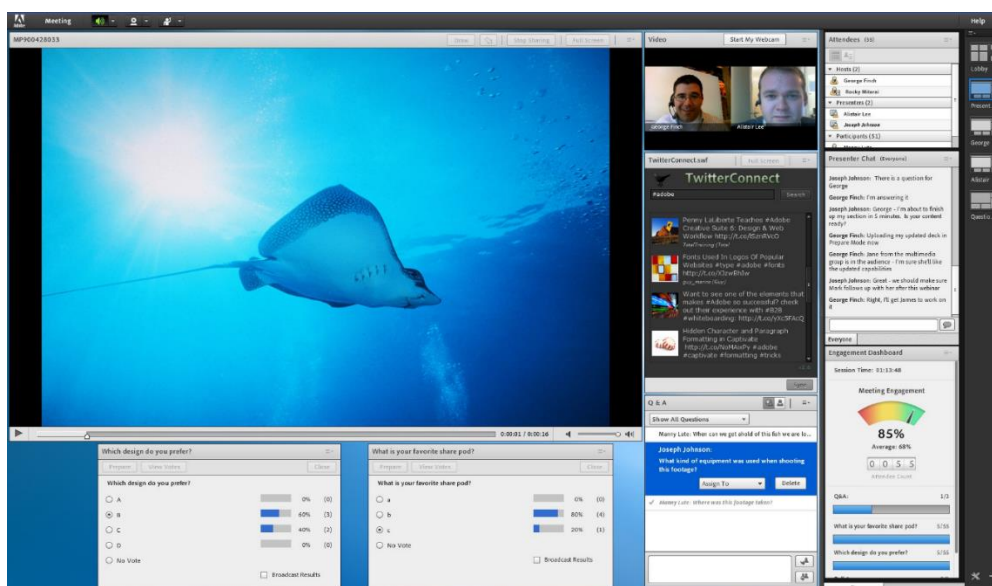 Meeting
Help
MP900428033
Draw
Stop Sharing
Full Screen
0:00:01 / 0:00:16
Video
Start My Webcam
George Finch
Alistair Lee
TwitterConnect.swf
Full Screen
TwitterConnect
#adobe
Search
Penny Laluberte Teaches #Adobe
Creative Suite 6: Design & Web
Fonts Used In Logos Of Popular
Websites #type #adobe #fonts
Want to see one of the elements that
makes #Adobe so successful? check
out their experience with #B2B
Hidden Character and Paragraph
Formatting in Captivate
#captivate #formatting #tricks
Q & A
Show All Questions
Joseph Johnson:
What kind of equipment was used when shooting
this footage?
Assign To
Delete
Manny Lute: Where was this footage taken?
Attendees
Hosts (2)
George Finch
Presenters (2)
Alistair Lee
Joseph Johnson
Participants (51)
Presenter Chat (Everyone)
Joseph Johnson: There is a question for
George
George Finch: I'm answering it
Joseph Johnson: George - I'm about to finish
up my section in 5 minutes. Is your content
ready?
George Finch: Uploading my updated deck in
Prepare Mode now
George Finch: Jane from the multimedia
group is in the audience - I'm sure she'll like
the updated capabilities
Joseph Johnson: Great - we should make sure
Mark follows up with her after this webinar
George Finch: Right, I'll get James to work on
it
Everyone
Engagement Dashboard
Session Time: 01:13:48
Meeting Engagement
85%
Average: 68%
0 0 5 5
Attendee Count
Q&A:
What is your favorite share pod? 5/55
Which design do you prefer? 5/55
Lobby
Present
George
Alistair
Questio
Which design do you prefer?
Prepare
View Votes
Close
Which design do you prefer?
A 0% (0)
B 60% (3)
C 40% (2)
D 0% (0)
No Vote
Broadcast Results
What is your favorite share pod?
Prepare
View Votes
Close
What is your favorite share pod?
a 0% (0)
b 80% (4)
c 20% (1)
No Vote
Broadcast Results